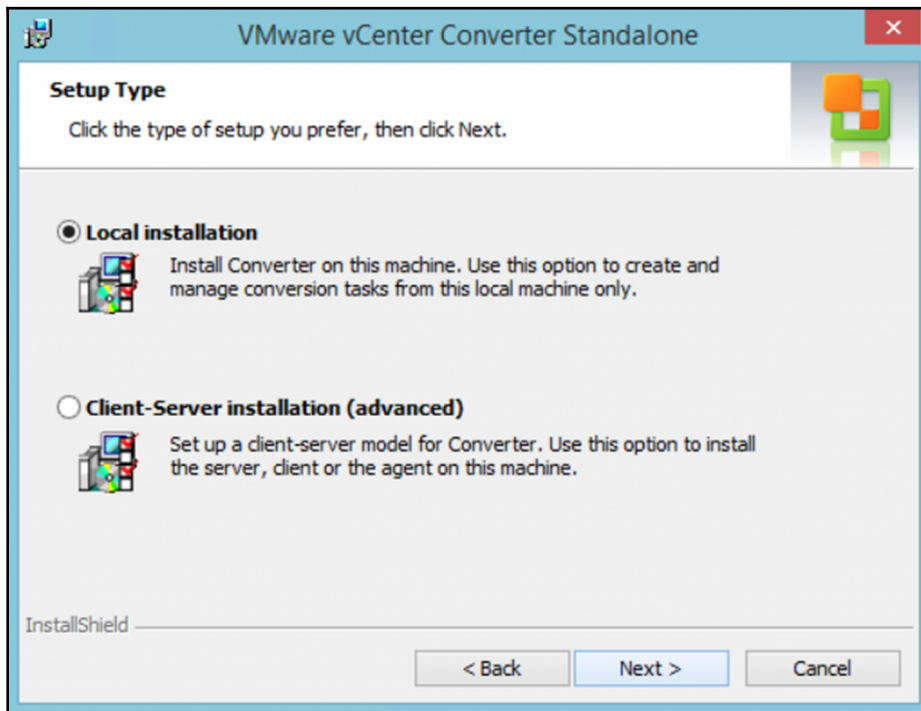 VMware vCenter Converter Standalone
Setup Type
Click the type of setup you prefer, then click Next.
Local installation
Install Converter on this machine. Use this option to create and
manage conversion tasks from this local machine only.
Client-Server installation (advanced)
Set up a client-server model for Converter. Use this option to install
the server, client or the agent on this machine.
InstallShield
< Back
Next >
Cancel